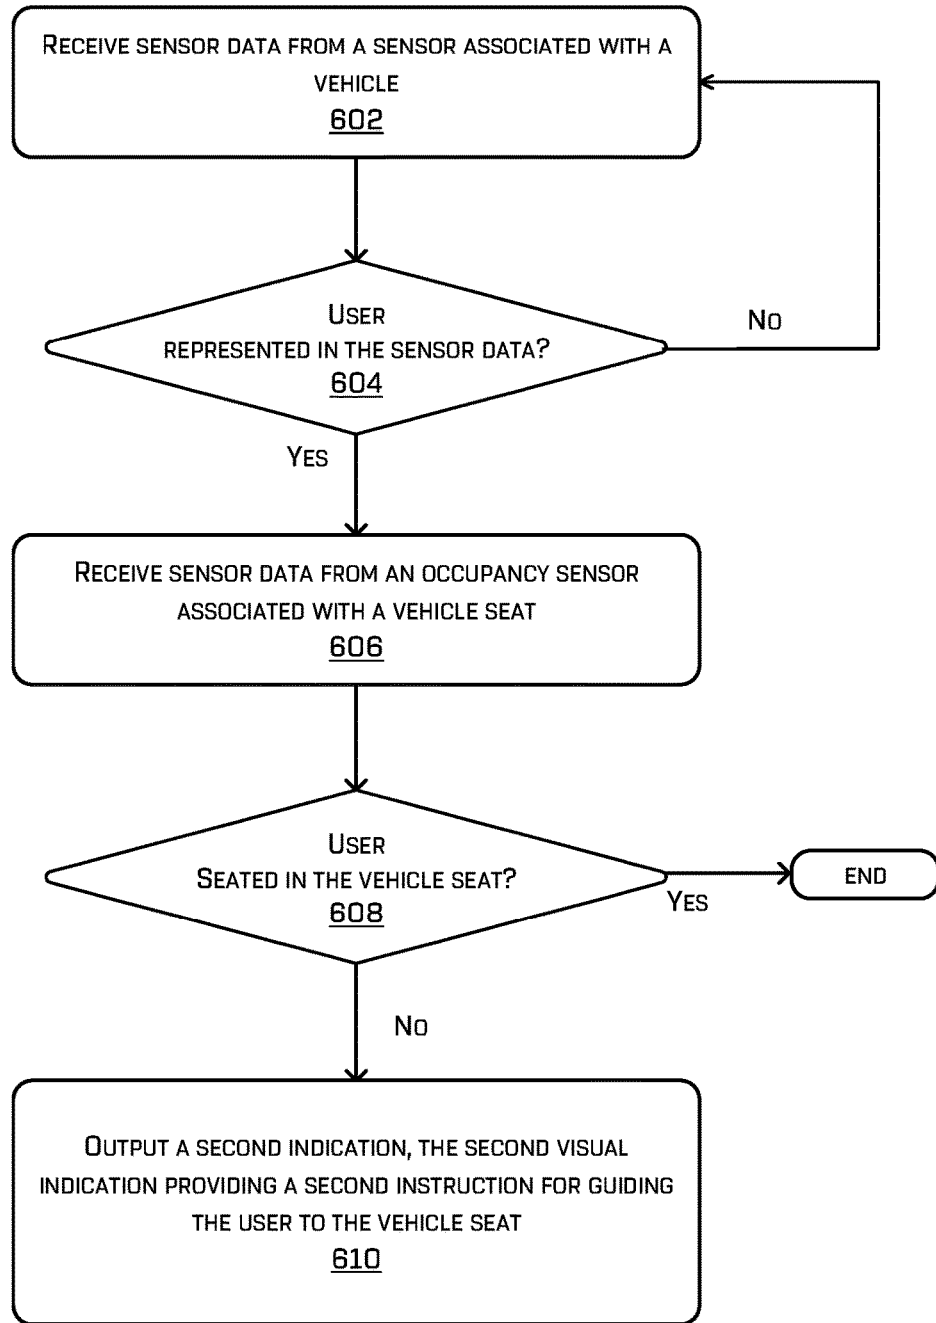 RECEIVE SENSOR DATA FROM A SENSOR ASSOCIATED WITH A
VEHICLE
602
USER
REPRESENTED IN THE SENSOR DATA?
604
NO
YES
RECEIVE SENSOR DATA FROM AN OCCUPANCY SENSOR
ASSOCIATED WITH A VEHICLE SEAT
606
USER
SEATED IN THE VEHICLE SEAT?
608
YES
END
NO
OUTPUT A SECOND INDICATION, THE SECOND VISUAL
INDICATION PROVIDING A SECOND INSTRUCTION FOR GUIDING
THE USER TO THE VEHICLE SEAT
610